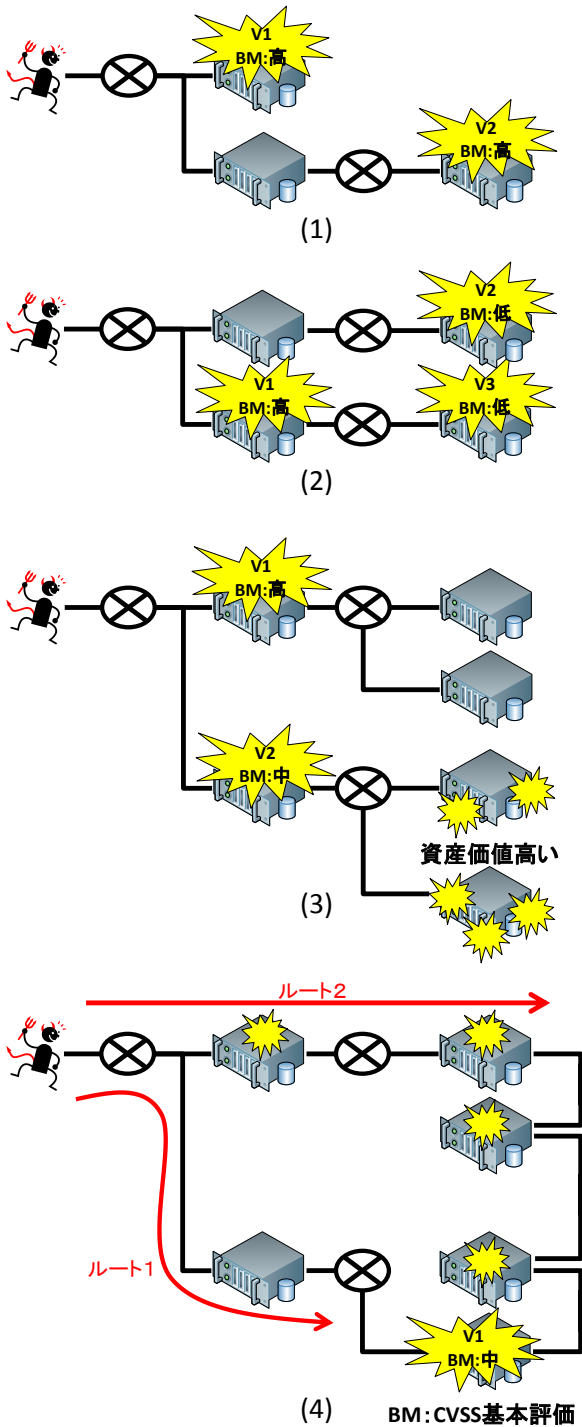 V1
BM:高
V2
BM:高
(1)
V2
BM:低
V1
BM:高
V3
BM:低
(2)
V1
BM:高
V2
BM:中
資産価値高い
(3)
ルート2
ルート1
V1
BM:中
(4)
BM:CVSS基本評価